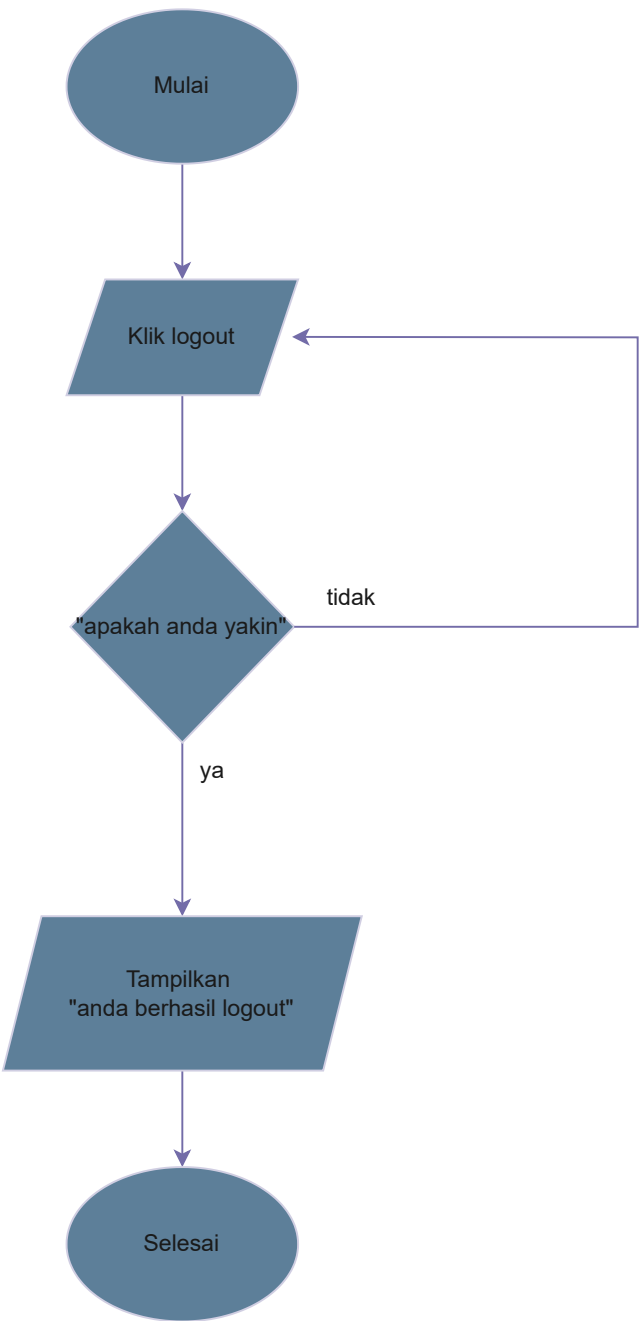 Mulai
Klik logout
"apakah anda yakin"
tidak
ya
Tampilkan
"anda berhasil logout"
Selesai